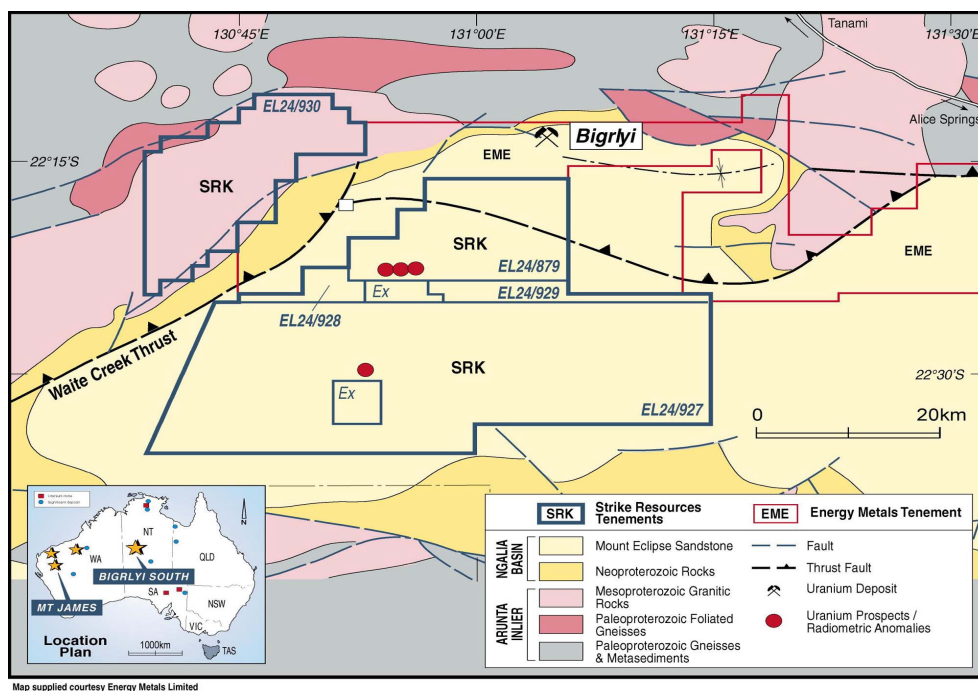 130°45'E
131°00'E
131°15'E
131°30'E
Tanami
Alice Springs
EL24/930
Bigrlyi
EME
22°15'S
SRK
SRK
EME
EL24/879
Ex
EL24/929
EL24/928
Waite Creek Thrust
SRK
22°30'S
Ex
EL24/927
0
20km
SRK
Strike Resources
Tenements
EME
Energy Metals Tenement
NGALIA
BASIN
Mount Eclipse Sandstone
Neoproterozoic Rocks
ARUNTA
INLIER
Mesoproterozoic Granitic
Rocks
Paleoproterozoic Foliated
Gneisses
Paleoproterozoic Gneisses
& Metasediments
Fault
Thrust Fault
Uranium Deposit
Uranium Prospects /
Radiometric Anomalies
N
NT
WA
QLD
BIGRLYI SOUTH
MT JAMES
SA
NSW
VIC
TAS
Location
Plan
1000km
Map supplied courtesy Energy Metals Limited